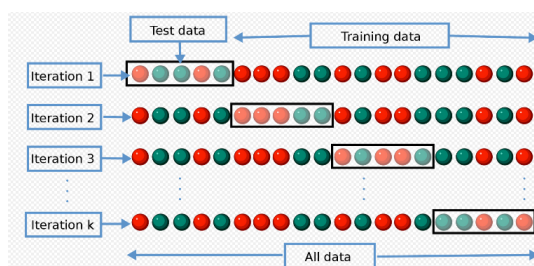 Test data
Training data
Iteration 1
Iteration 2
Iteration 3
Iteration k
All data